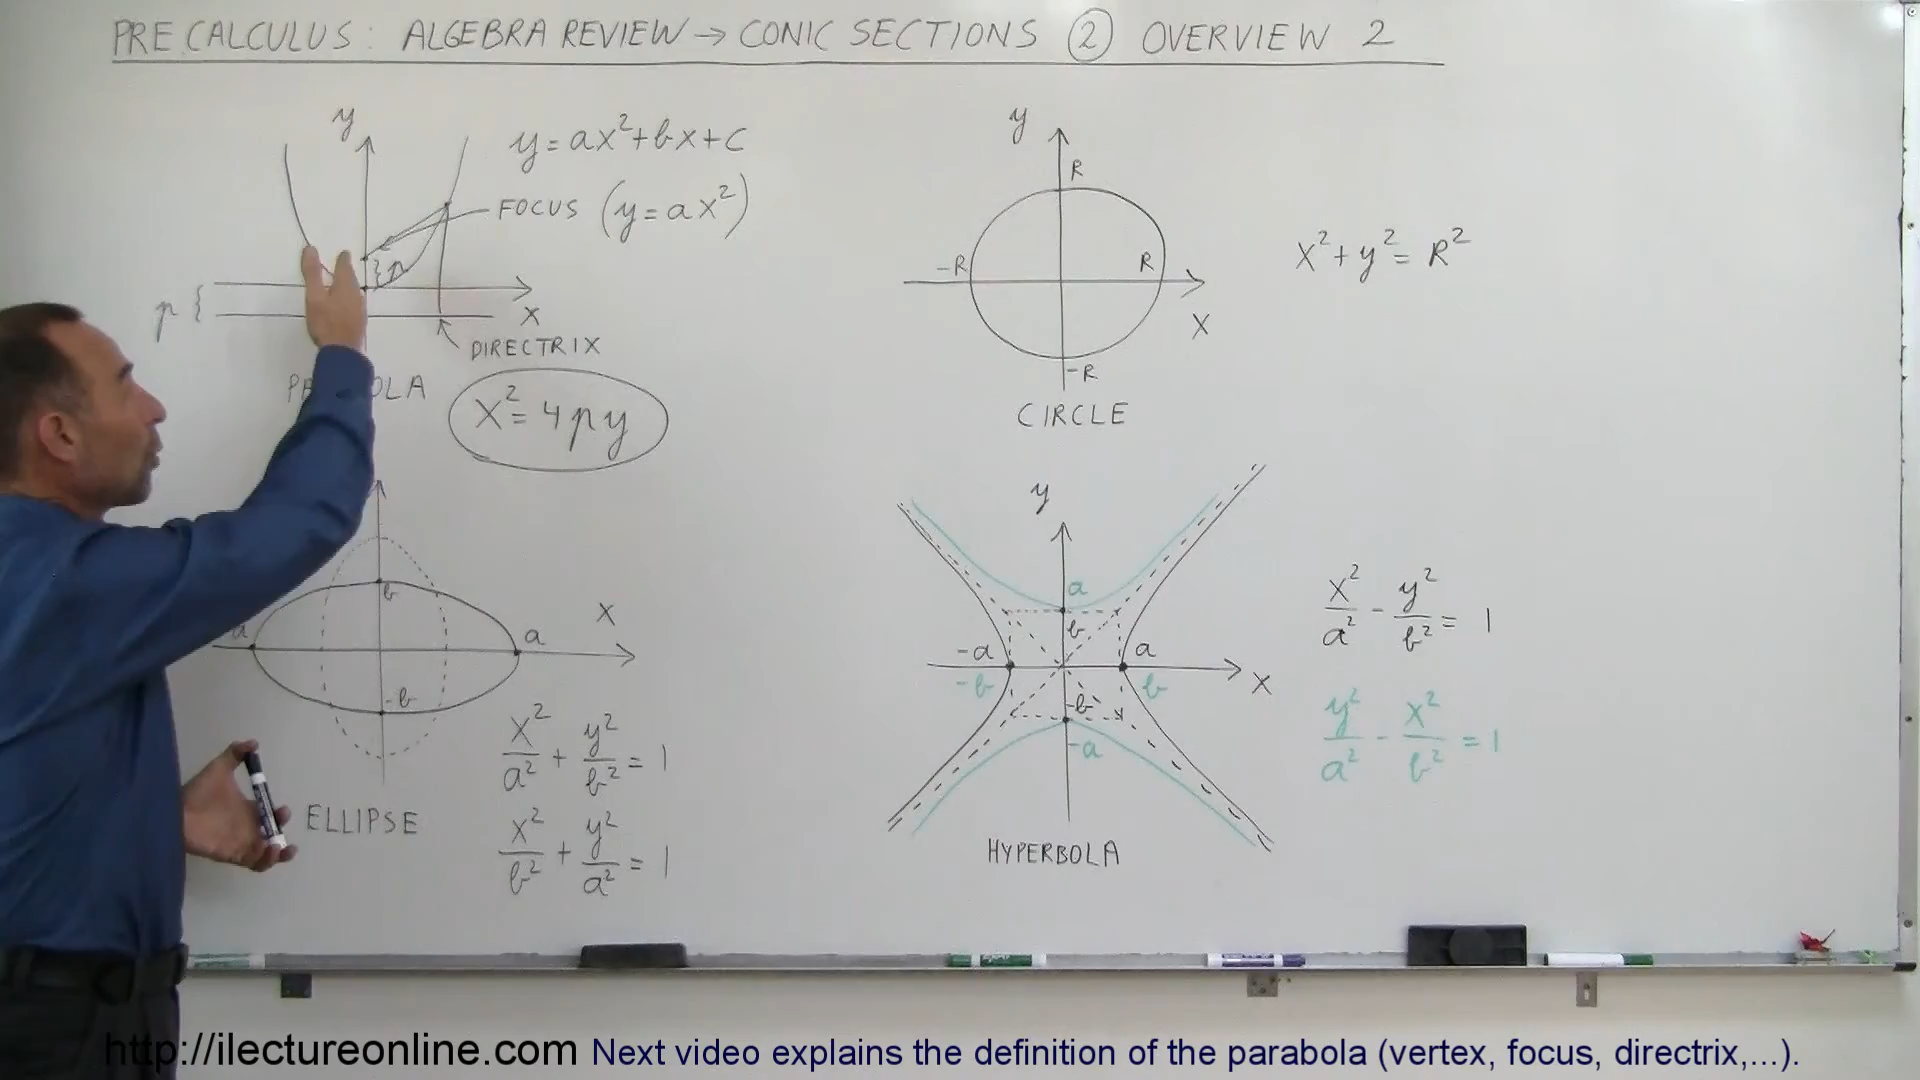 PRECALCULUS: ALGEBRA REVIEW → CONIC SECTIONS ② OVERVIEW 2
y
y = ax²+bx+c
FOCUS (y = ax²)
p
p {
x
DIRECTRIX
x² = 4py
y
R
-R
R
x
-R
CIRCLE
x² + y² = R²
b
x
a
-b
x²/a² + y²/b² = 1
x²/b² + y²/a² = 1
ELLIPSE
y
a
b
-a
a
-b
b
x
-b
-a
HYPERBOLA
x²/a² - y²/b² = 1
y²/a² - x²/b² = 1
http://ilectureonline.com Next video explains the definition of the parabola (vertex, focus, directrix,...).